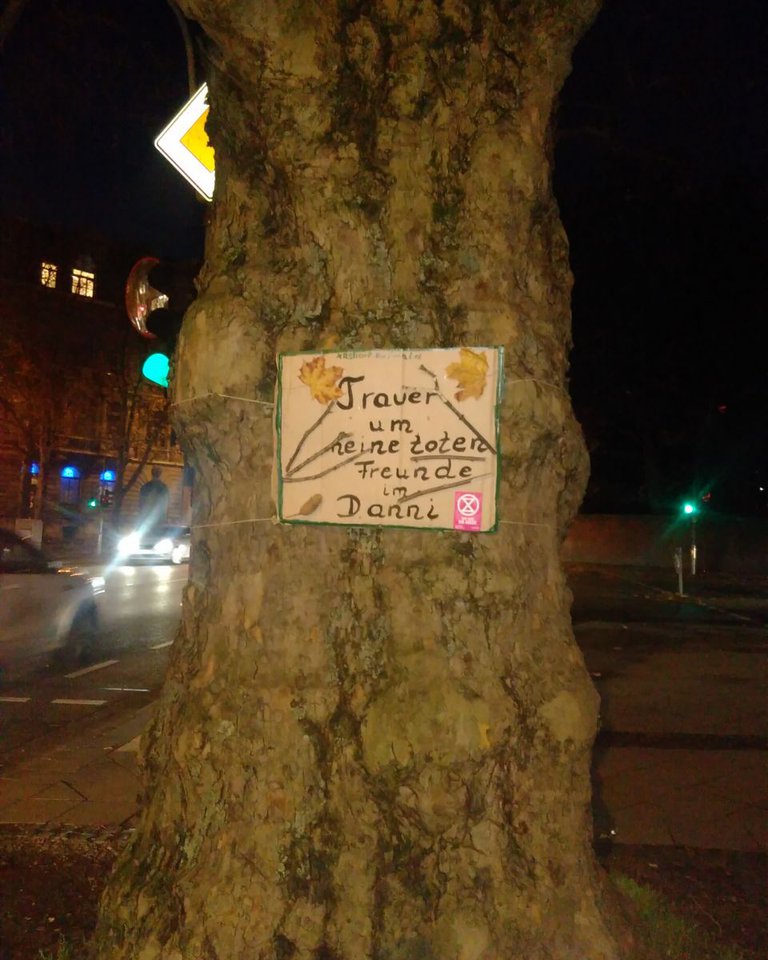 Trauer
um
meine toten
Freunde
im
Danni